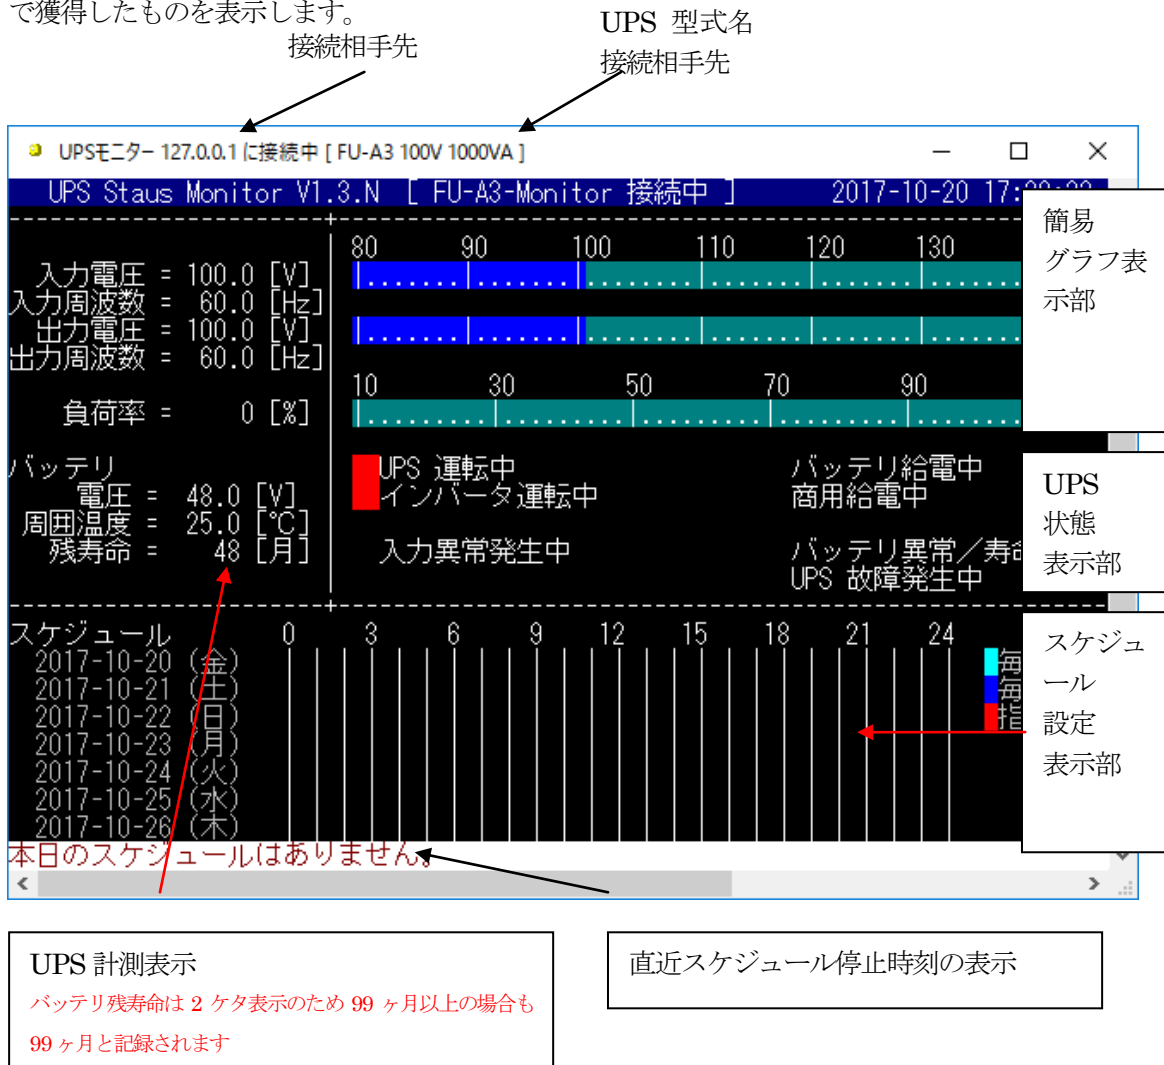 で獲得したものを表示します。
接続相手先
UPS 型式名
接続相手先
UPSモニター 127.0.0.1 に接続中 [ FU-A3 100V 1000VA ]
UPS Staus Monitor V1.3.N [ FU-A3-Monitor 接続中 ] 2017-10-20
80 90 100 110 120 130
入力電圧 = 100.0 [V]
入力周波数 = 60.0 [Hz]
出力電圧 = 100.0 [V]
出力周波数 = 60.0 [Hz]
10 30 50 70 90
負荷率 = 0 [%]
簡易
グラフ表
示部
バッテリ
電圧 = 48.0 [V]
周囲温度 = 25.0 [℃]
残寿命 = 48 [月]
UPS 運転中 バッテリ給電中
インバータ運転中 商用給電中
入力異常発生中 バッテリ異常/寿命
UPS 故障発生中
UPS
状態
表示部
スケジュール 0 3 6 9 12 15 18 21 24
2017-10-20 (金) 毎
2017-10-21 (土) 毎
2017-10-22 (日) 指
2017-10-23 (月)
2017-10-24 (火)
2017-10-25 (水)
2017-10-26 (木)
本日のスケジュールはありません。
スケジュ
ール
設定
表示部
UPS 計測表示
バッテリ残寿命は 2 ケタ表示のため 99 ヶ月以上の場合も
99 ヶ月と記録されます
直近スケジュール停止時刻の表示